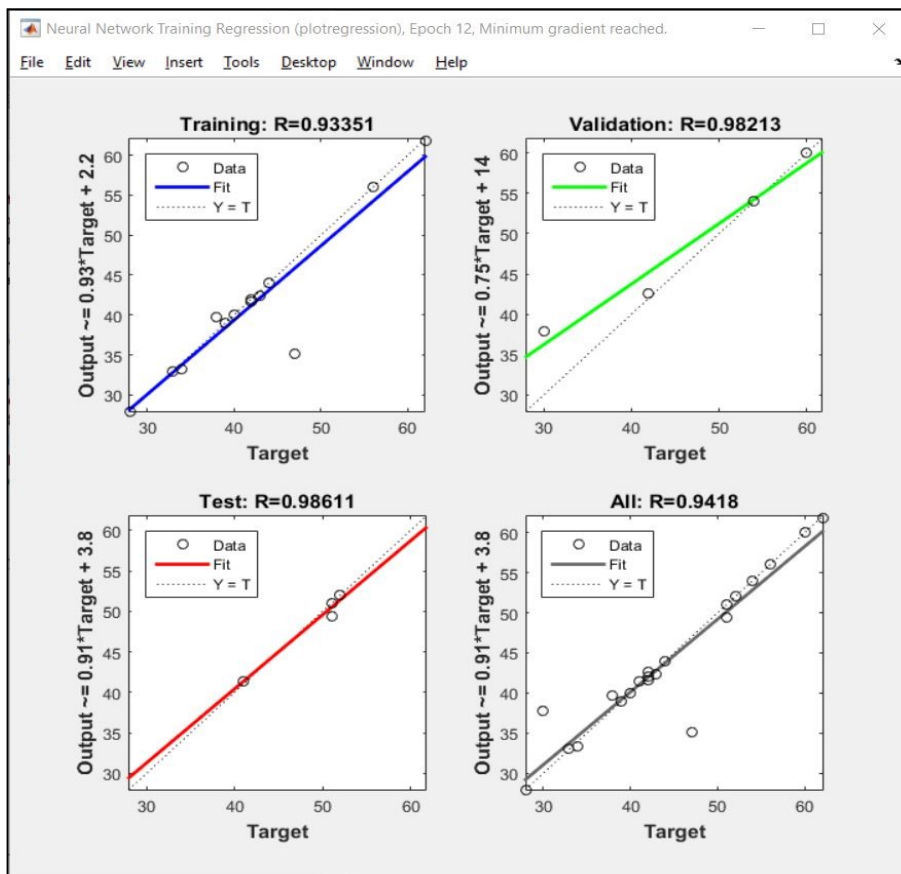 Neural Network Training Regression (plotregression), Epoch 12, Minimum gradient reached.
File Edit View Insert Tools Desktop Window Help
Training: R=0.93351
Output ~= 0.93*Target + 2.2
Data
Fit
Y = T
60
55
50
45
40
35
30
30 40 50 60
Target
Validation: R=0.98213
Output ~= 0.75*Target + 14
Data
Fit
Y = T
60
55
50
45
40
35
30
30 40 50 60
Target
Test: R=0.98611
Output ~= 0.91*Target + 3.8
Data
Fit
Y = T
60
55
50
45
40
35
30
30 40 50 60
Target
All: R=0.9418
Output ~= 0.91*Target + 3.8
Data
Fit
Y = T
60
55
50
45
40
35
30
30 40 50 60
Target